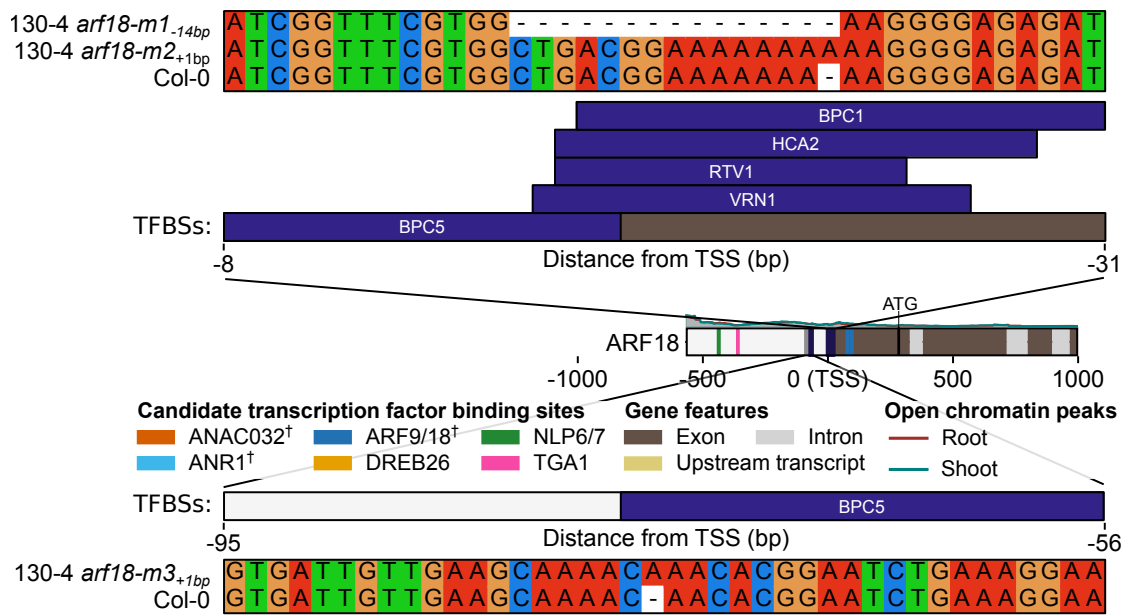 130-4 arf18-m1-14bp ATCGGTTTCGTGG---------------AAGGGGAGAGAT
130-4 arf18-m2+1bp ATCGGTTTCGTGGCTGACGGAAAAAAAAAAGGGGAGAGAT
Col-0 ATCGGTTTCGTGGCTGACGGAAAAAAA-AAGGGGAGAGAT
BPC1
HCA2
RTV1
VRN1
TFBSs: BPC5
-8 Distance from TSS (bp) -31
ATG
ARF18
-1000 -500 0 (TSS) 500 1000
Candidate transcription factor binding sites Gene features Open chromatin peaks
ANAC032† ARF9/18† NLP6/7 Exon Intron Root
ANR1† DREB26 TGA1 Upstream transcript Shoot
TFBSs: BPC5
-95 Distance from TSS (bp) -56
130-4 arf18-m3+1bp GTGATTGTTGAAGCAAAACAAACACGGAATCTGAAAGGAA
Col-0 GTGATTGTTGAAGCAAAAC-AACACGGAATCTGAAAGGAA